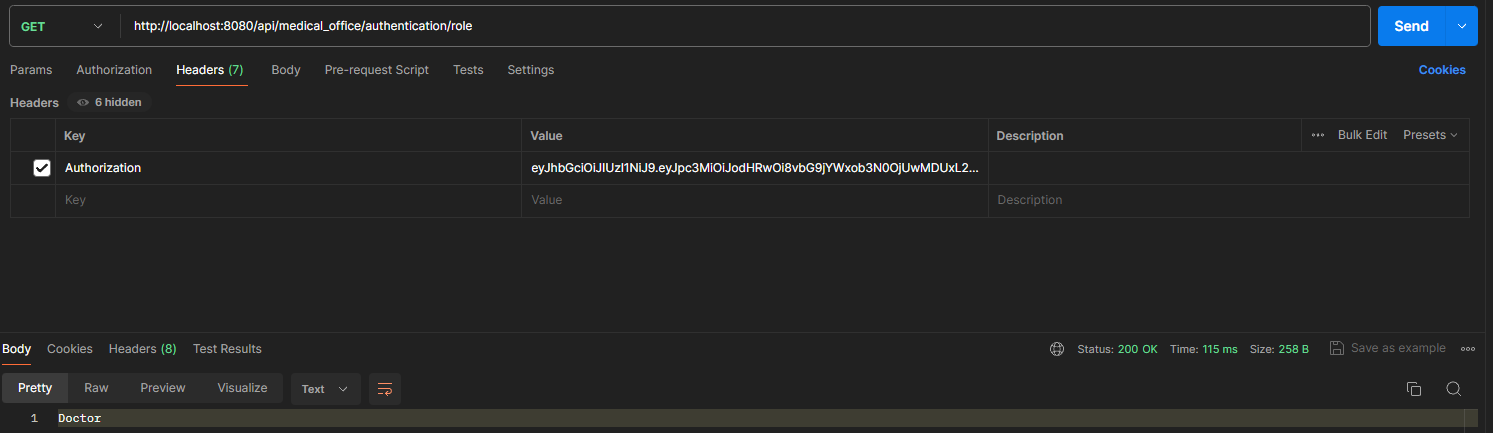 GET http://localhost:8080/api/medical_office/authentication/role Send
Params Authorization Headers (7) Body Pre-request Script Tests Settings Cookies
Headers 6 hidden
Key Value Description ••• Bulk Edit Presets
Authorization eyJhbGciOiJIUzI1NiJ9.eyJpc3MiOiJodHRwOi8vbG9jYWxob3N0OjUwMDUxL2...
Key Value Description
Body Cookies Headers (8) Test Results Status: 200 OK Time: 115 ms Size: 258 B Save as example
Pretty Raw Preview Visualize Text
1 Doctor